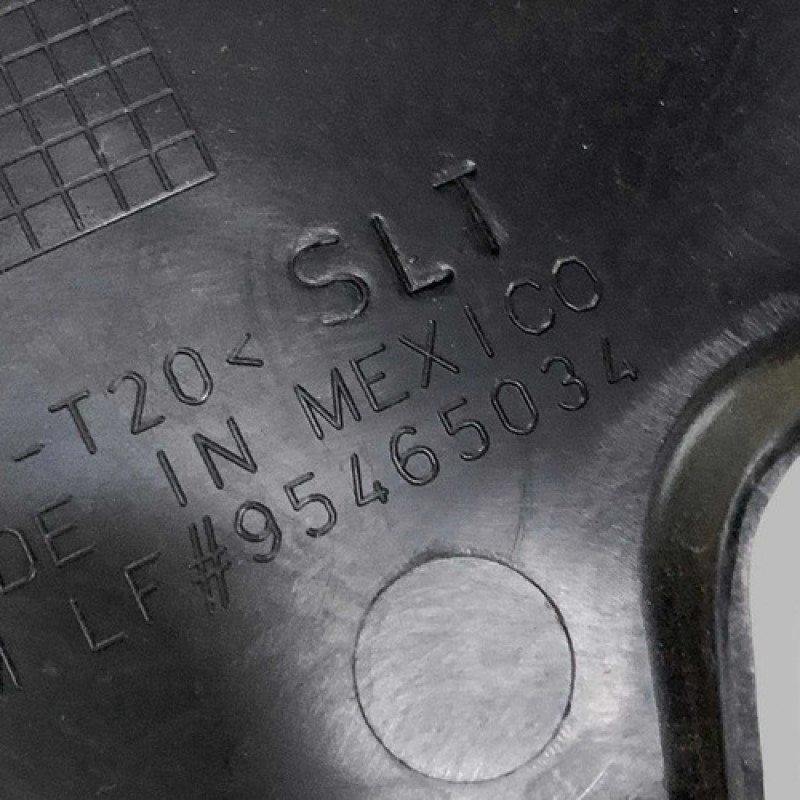 SLT
-T20<
DE IN MEXICO
LF#95465034